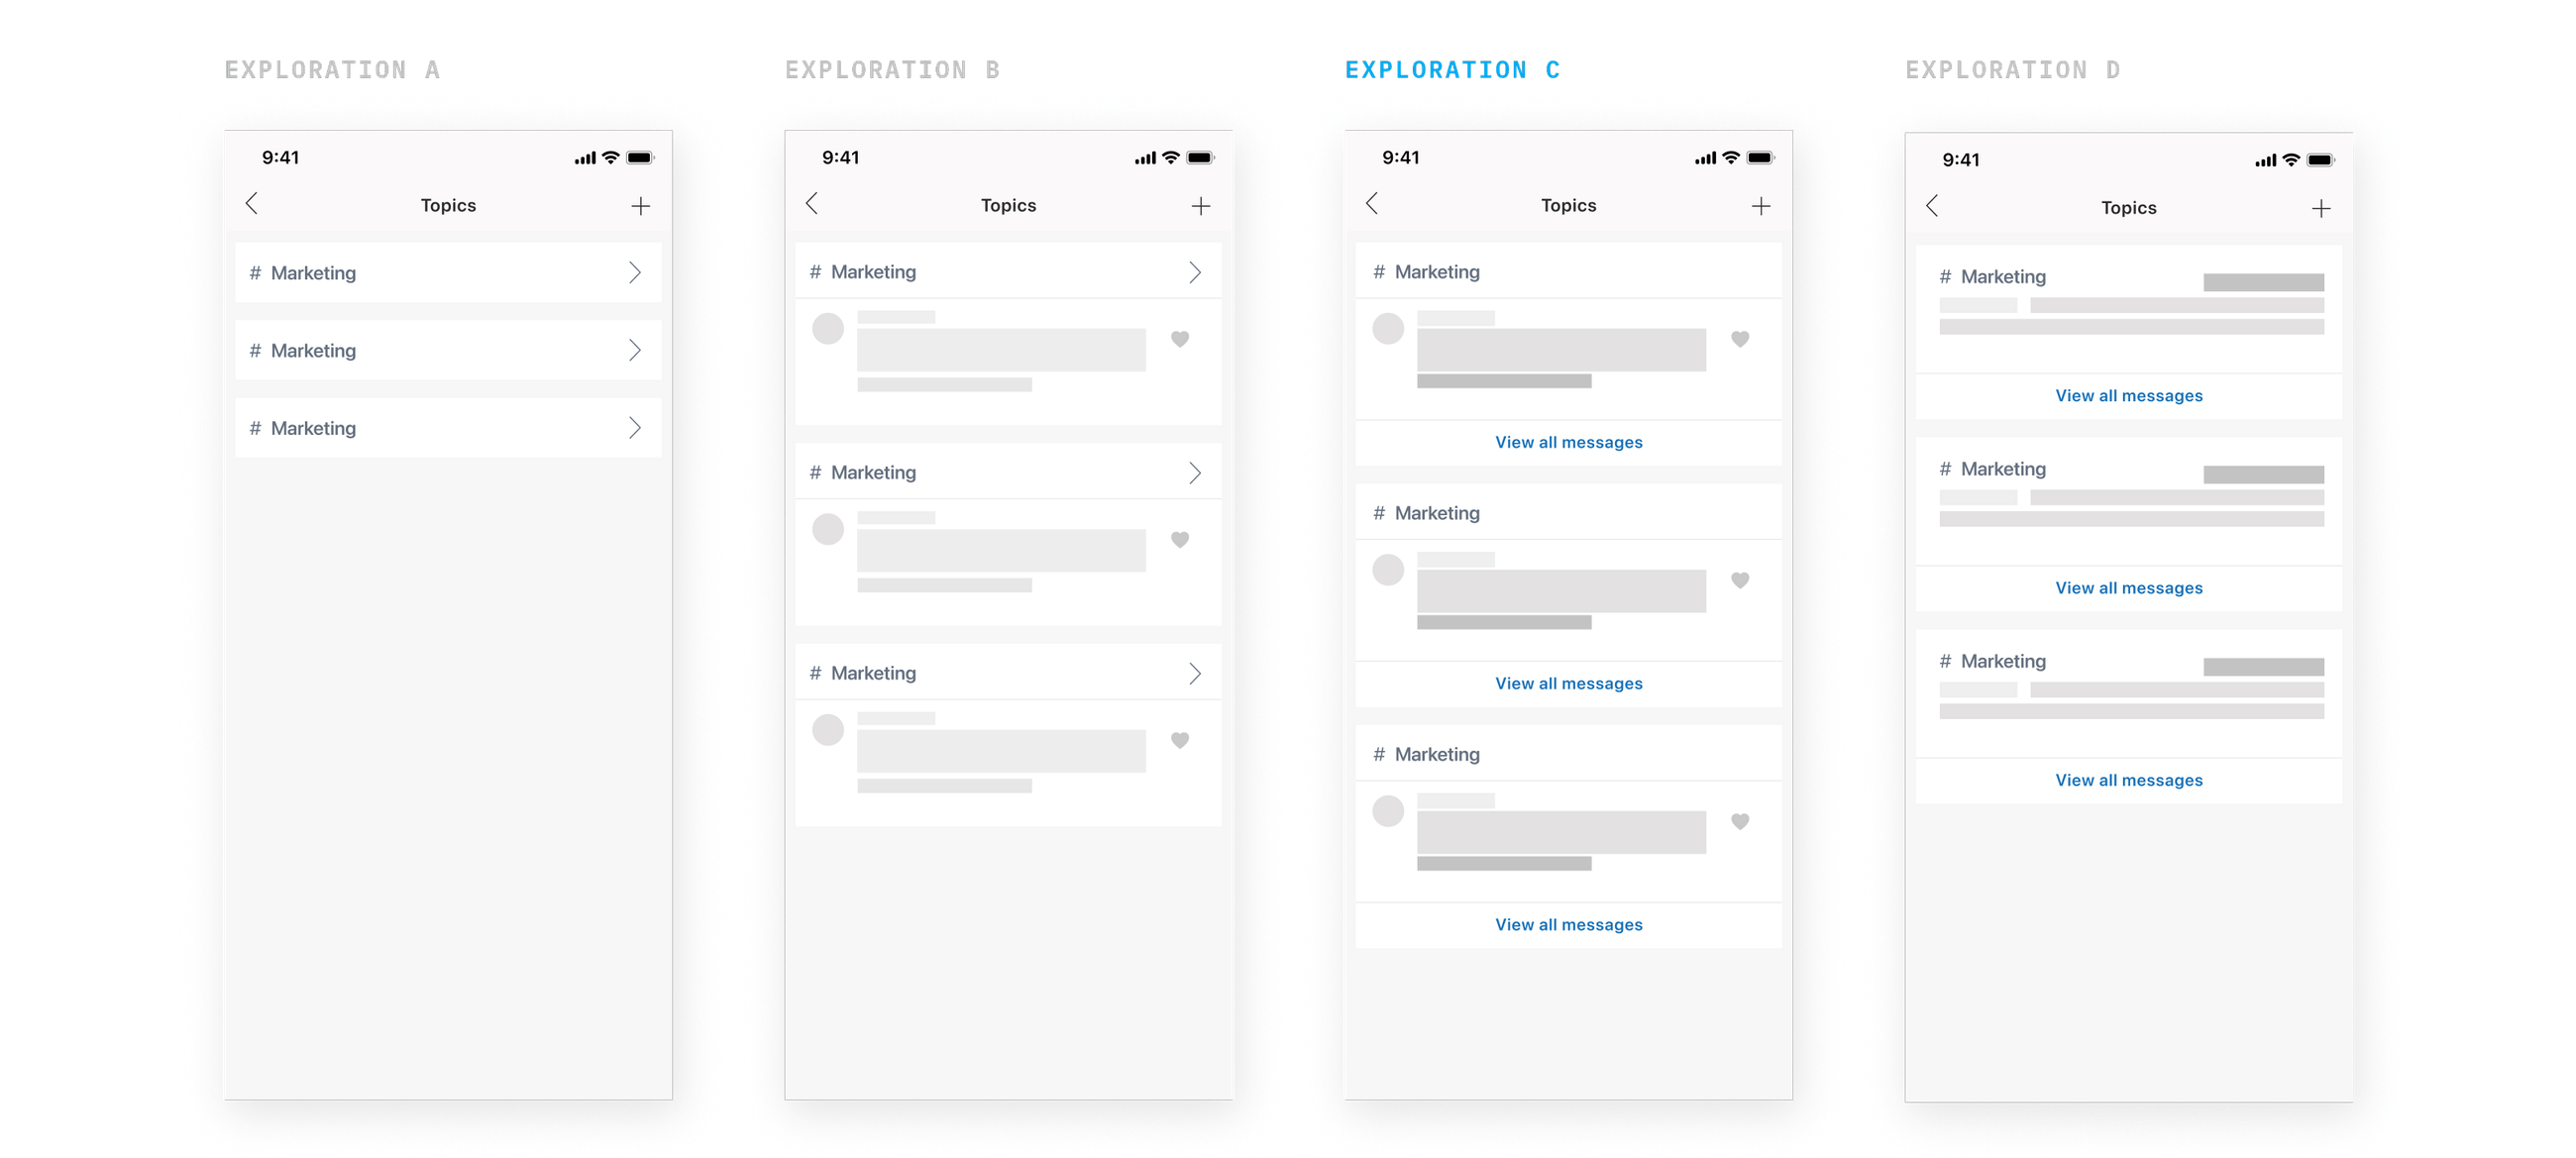 EXPLORATION A
9:41
Topics
# Marketing
# Marketing
# Marketing
EXPLORATION B
9:41
Topics
# Marketing
# Marketing
# Marketing
EXPLORATION C
9:41
Topics
# Marketing
View all messages
# Marketing
View all messages
# Marketing
View all messages
EXPLORATION D
9:41
Topics
# Marketing
View all messages
# Marketing
View all messages
# Marketing
View all messages